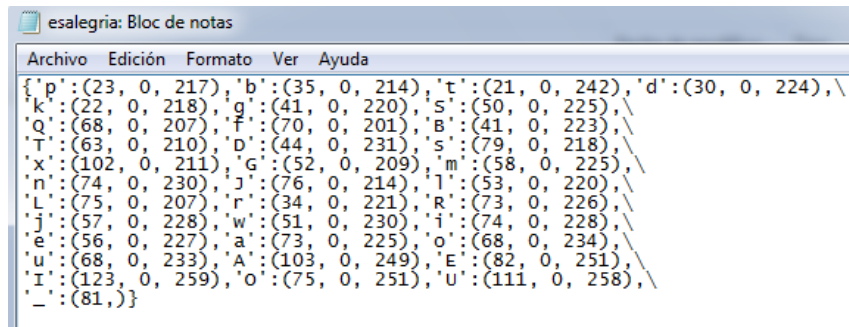 esalegria: Bloc de notas
Archivo Edición Formato Ver Ayuda
{'p':(23, 0, 217),'b':(35, 0, 214),'t':(21, 0, 242),'d':(30, 0, 224),\
'k':(22, 0, 218),'g':(41, 0, 220),'S':(50, 0, 225),\
'Q':(68, 0, 207),'f':(70, 0, 201),'B':(41, 0, 223),\
'T':(63, 0, 210),'D':(44, 0, 231),'s':(79, 0, 218),\
'x':(102, 0, 211),'G':(52, 0, 209),'m':(58, 0, 225),\
'n':(74, 0, 230),'J':(76, 0, 214),'l':(53, 0, 220),\
'L':(75, 0, 207),'r':(34, 0, 221),'R':(73, 0, 226),\
'j':(57, 0, 228),'w':(51, 0, 230),'i':(74, 0, 228),\
'e':(56, 0, 227),'a':(73, 0, 225),'o':(68, 0, 234),\
'u':(68, 0, 233),'A':(103, 0, 249),'E':(82, 0, 251),\
'I':(123, 0, 259),'O':(75, 0, 251),'U':(111, 0, 258),\
'_':(81,)}